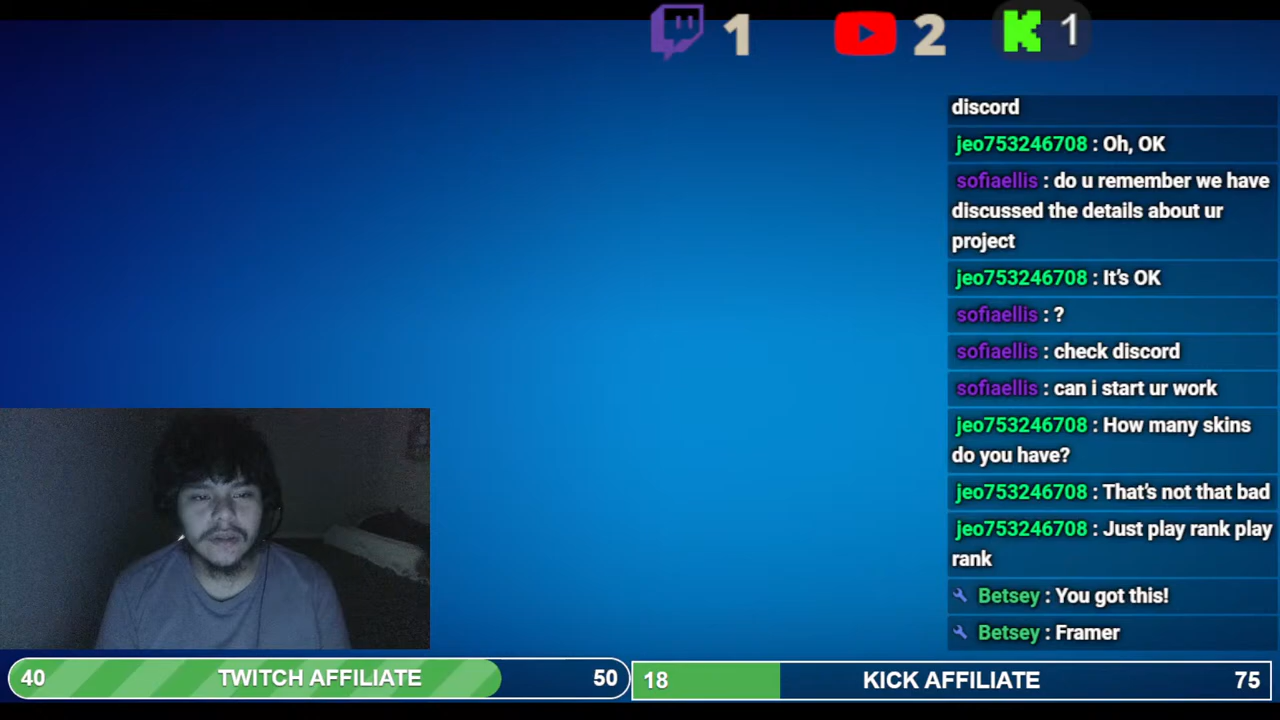 1 2 1
discord
jeo753246708 : Oh, OK
sofiaellis : do u remember we have
discussed the details about ur
project
jeo753246708 : It's OK
sofiaellis : ?
sofiaellis : check discord
sofiaellis : can i start ur work
jeo753246708 : How many skins
do you have?
jeo753246708 : That's not that bad
jeo753246708 : Just play rank play
rank
Betsey : You got this!
Betsey : Framer
40 TWITCH AFFILIATE 50
18 KICK AFFILIATE 75